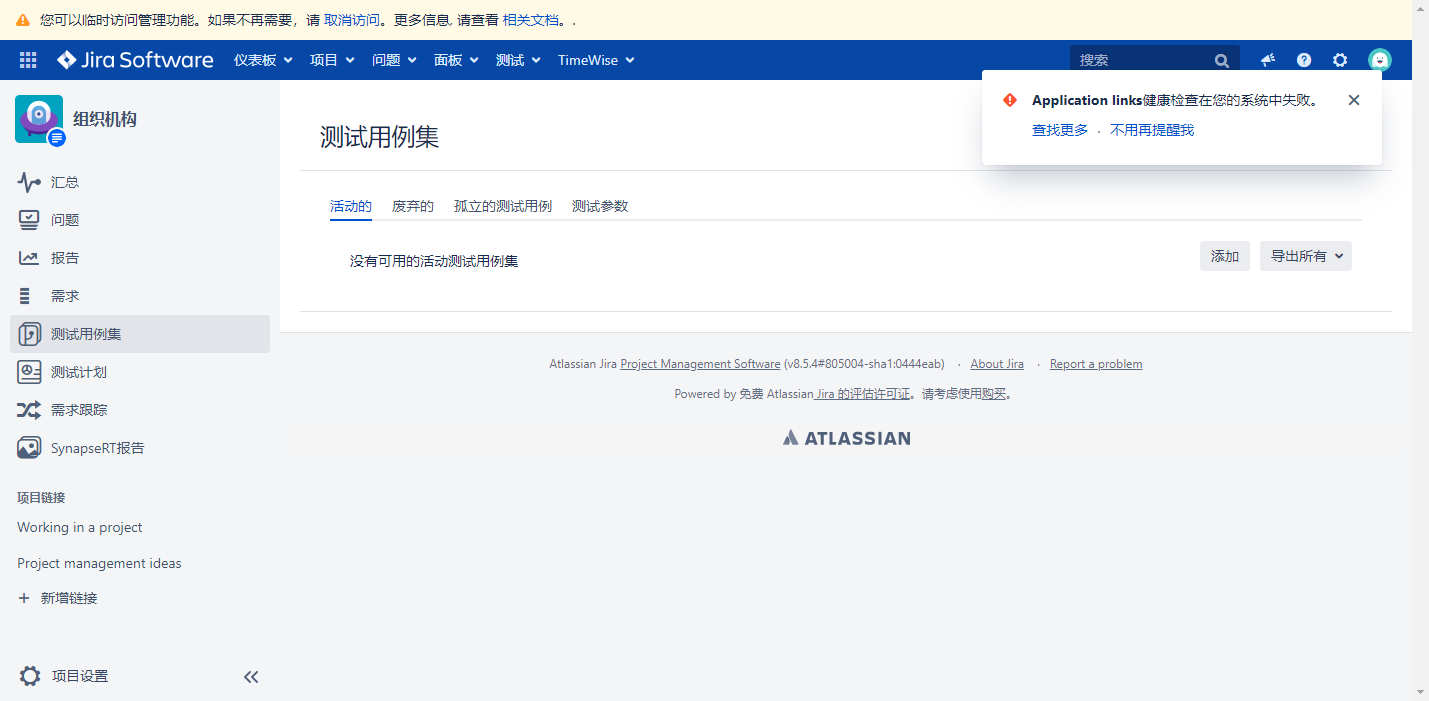 您可以临时访问管理功能。如果不再需要，请 取消访问。更多信息, 请查看 相关文档。.
Jira Software 仪表板 项目 问题 面板 测试 TimeWise 搜索
Application links健康检查在您的系统中失败。
查找更多 · 不用再提醒我
组织机构
汇总
问题
报告
需求
测试用例集
测试计划
需求跟踪
SynapseRT报告
项目链接
Working in a project
Project management ideas
新增链接
项目设置
测试用例集
活动的 废弃的 孤立的测试用例 测试参数
没有可用的活动测试用例集
添加 导出所有
Atlassian Jira Project Management Software (v8.5.4#805004-sha1:0444eab) · About Jira · Report a problem
Powered by 免费 Atlassian Jira 的评估许可证。请考虑使用购买。
ATLASSIAN